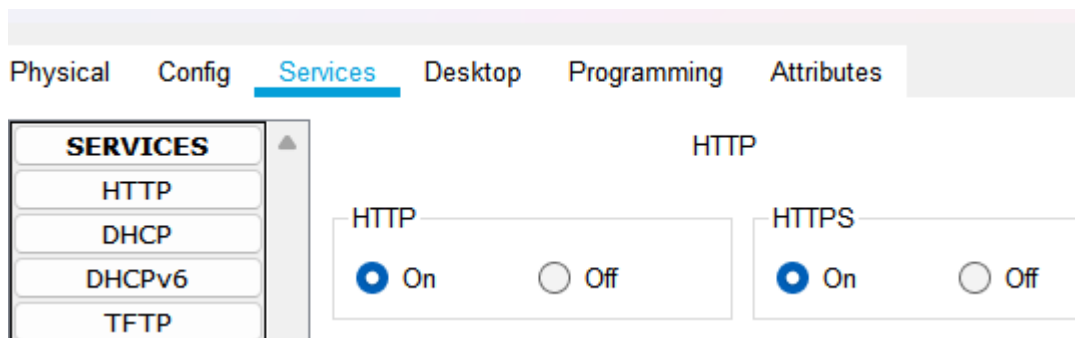 Physical Config Services Desktop Programming Attributes
SERVICES
HTTP
DHCP
DHCPv6
TFTP
HTTP
HTTP
On Off
HTTPS
On Off